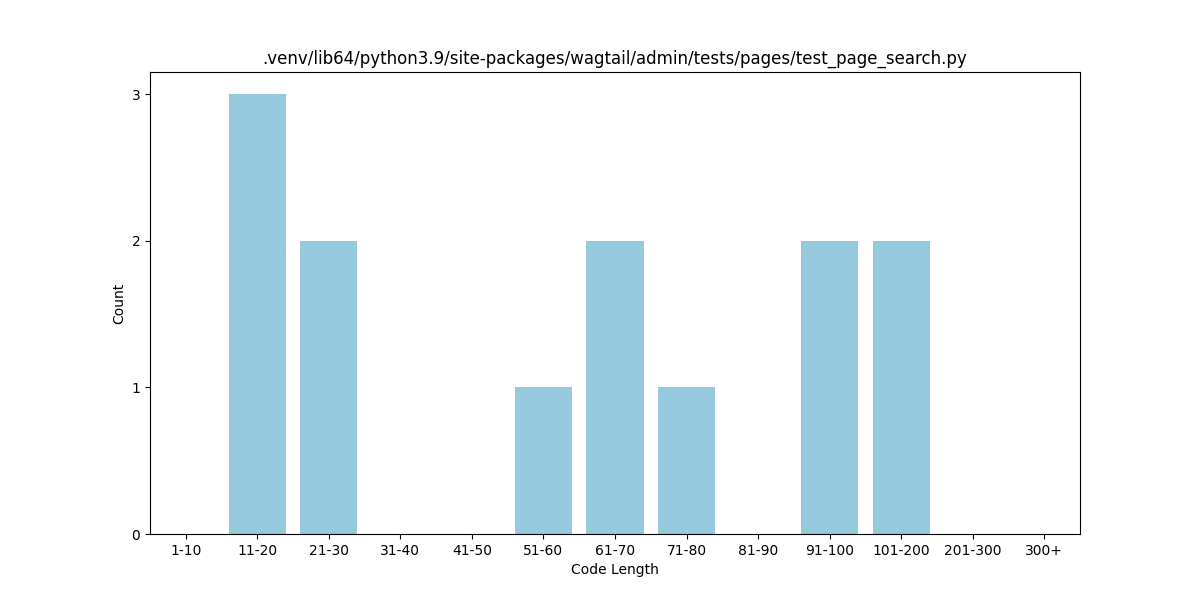 .venv/lib64/python3.9/site-packages/wagtail/admin/tests/pages/test_page_search.py
3
2
1
0
Count
1-10 11-20 21-30 31-40 41-50 51-60 61-70 71-80 81-90 91-100 101-200 201-300 300+
Code Length